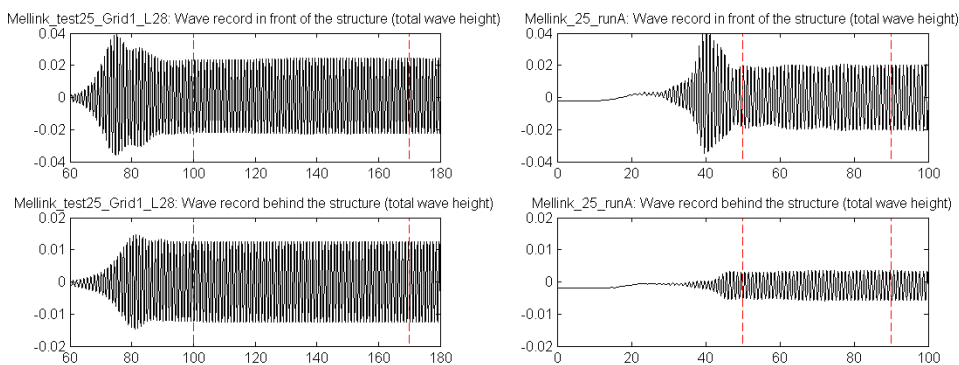 Mellink_test25_Grid1_L28: Wave record in front of the structure (total wave height)
0.04
0.02
0
-0.02
-0.04
60 80 100 120 140 160 180
Mellink_25_runA: Wave record in front of the structure (total wave height)
0.04
0.02
0
-0.02
-0.04
0 20 40 60 80 100
Mellink_test25_Grid1_L28: Wave record behind the structure (total wave height)
0.02
0.01
0
-0.01
-0.02
60 80 100 120 140 160 180
Mellink_25_runA: Wave record behind the structure (total wave height)
0.02
0.01
0
-0.01
-0.02
0 20 40 60 80 100